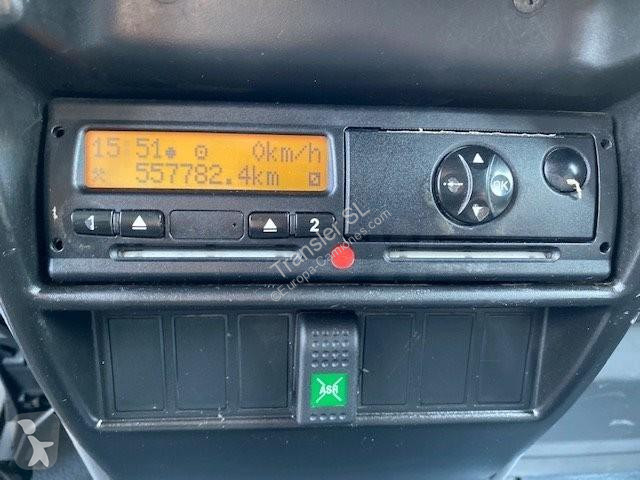 15:51 0km/h
557782.4km
1 2
OK
Transler SL
©Europa-Camiones.com
ASR